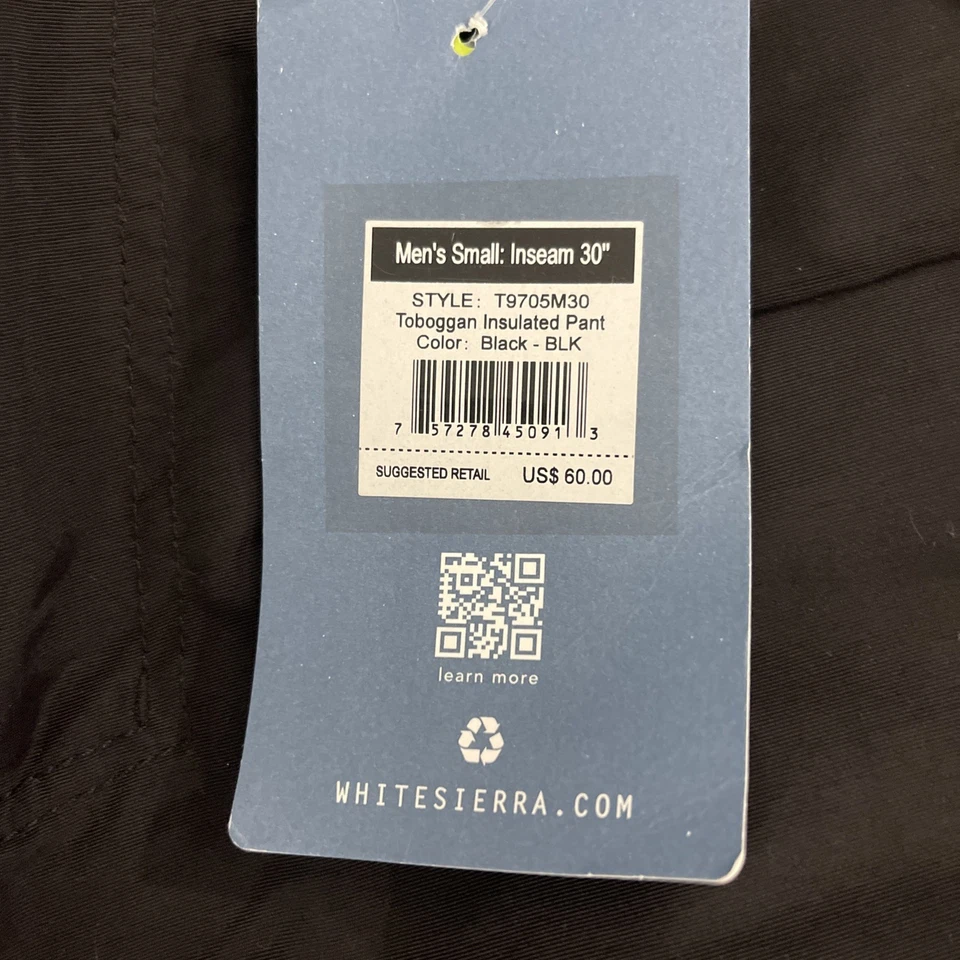 Men's Small: Inseam 30"
STYLE: T9705M30
Toboggan Insulated Pant
Color: Black - BLK
7 57278 45091 3
SUGGESTED RETAIL US$ 60.00
learn more
WHITESIERRA.COM